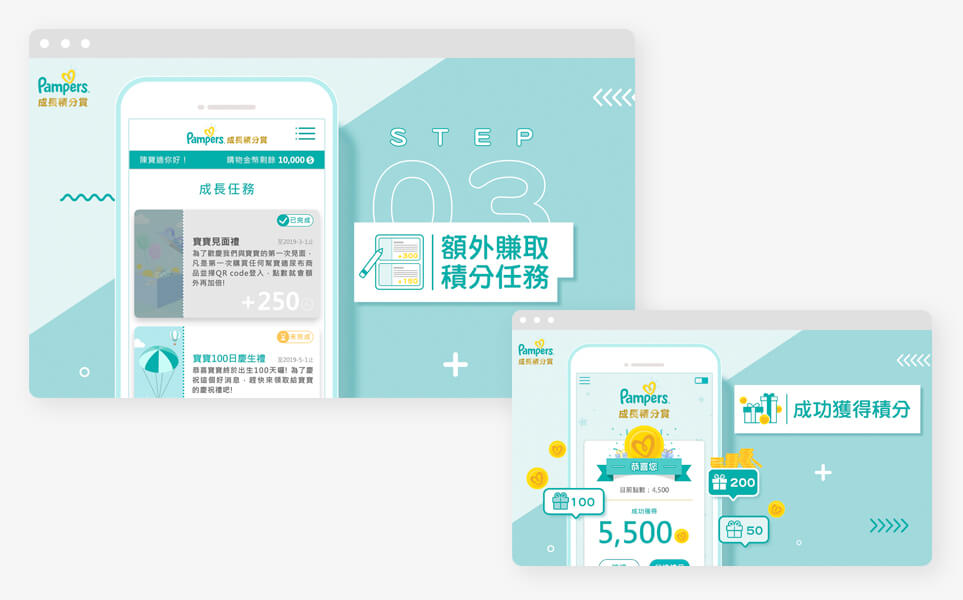 Pampers.
成長積分賞
Pampers. 成長積分賞
陳寶適你好！ 購物金幣剩餘 10,000 S
成長任務
已完成
寶寶見面禮 至2019-3-1止
為了歡慶我們與寶寶的第一次見面，
凡是第一次購買任何幫寶適尿布商
品並掃QR code登入，點數就會額
外再加倍!
+250
未完成
寶寶100日慶生禮 至2019-5-1止
恭喜寶寶終於出生100天囉! 為了慶
祝這個好消息，趕快來領取給寶寶
的慶祝禮吧!
STEP
03
+300
+150
額外賺取
積分任務
Pampers.
成長積分賞
Pampers.
成長積分賞
恭喜您
目前點數：4,500
成功獲得
5,500
100
200
50
成功獲得積分